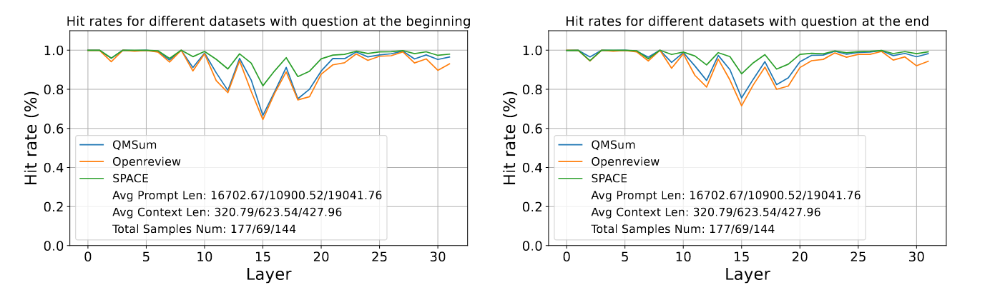 Hit rates for different datasets with question at the beginning
Hit rate (%)
1.0
0.8
0.6
0.4
0.2
0.0
QMSum
Openreview
SPACE
Avg Prompt Len: 16702.67/10900.52/19041.76
Avg Context Len: 320.79/623.54/427.96
Total Samples Num: 177/69/144
0 5 10 15 20 25 30
Layer
Hit rates for different datasets with question at the end
Hit rate (%)
1.0
0.8
0.6
0.4
0.2
0.0
QMSum
Openreview
SPACE
Avg Prompt Len: 16702.67/10900.52/19041.76
Avg Context Len: 320.79/623.54/427.96
Total Samples Num: 177/69/144
0 5 10 15 20 25 30
Layer